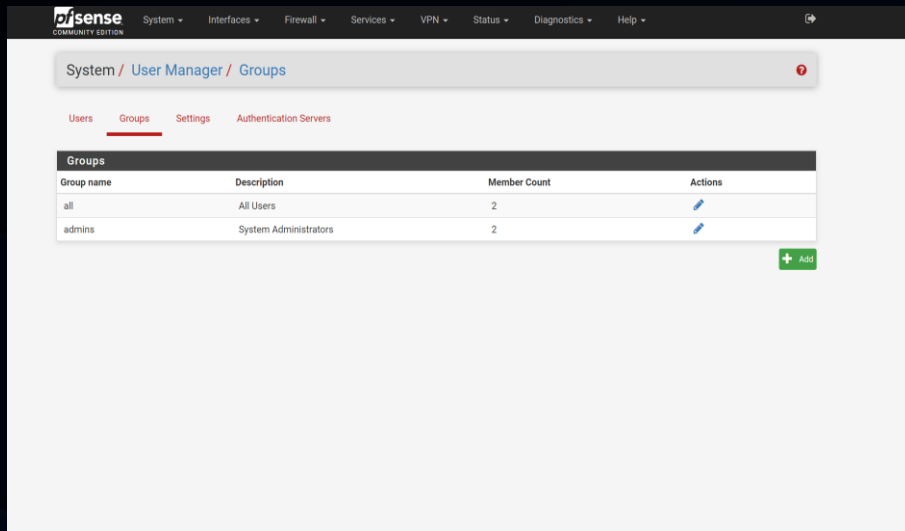 pfsense
COMMUNITY EDITION
System Interfaces Firewall Services VPN Status Diagnostics Help
System / User Manager / Groups
Users Groups Settings Authentication Servers
Groups
Group name Description Member Count Actions
all All Users 2
admins System Administrators 2
Add